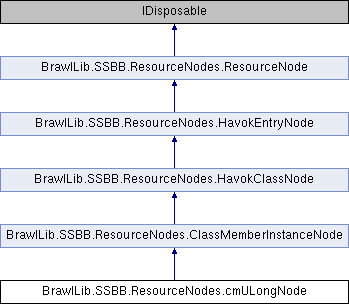 IDisposable
BrawlLib.SSBB.ResourceNodes.ResourceNode
BrawlLib.SSBB.ResourceNodes.HavokEntryNode
BrawlLib.SSBB.ResourceNodes.HavokClassNode
BrawlLib.SSBB.ResourceNodes.ClassMemberInstanceNode
BrawlLib.SSBB.ResourceNodes.cmULongNode